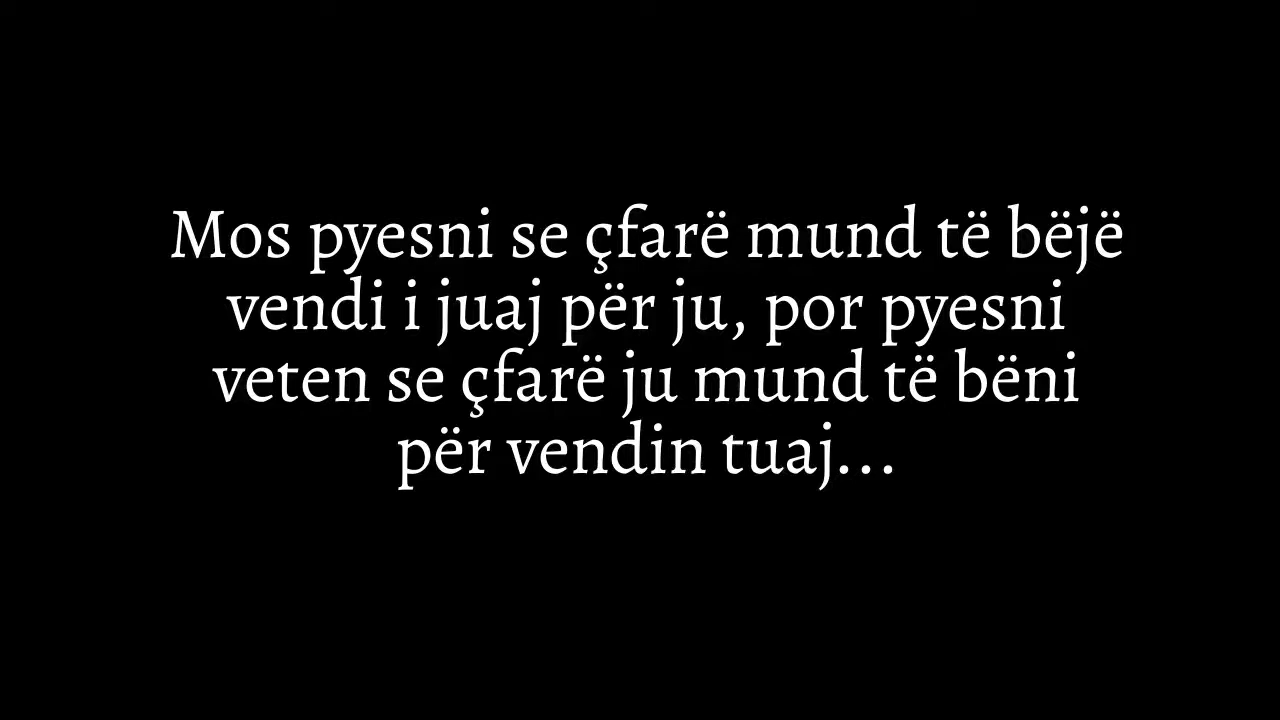 Mos pyesni se çfarë mund të bëjë
vendi i juaj për ju, por pyesni
veten se çfarë ju mund të bëni
për vendin tuaj...